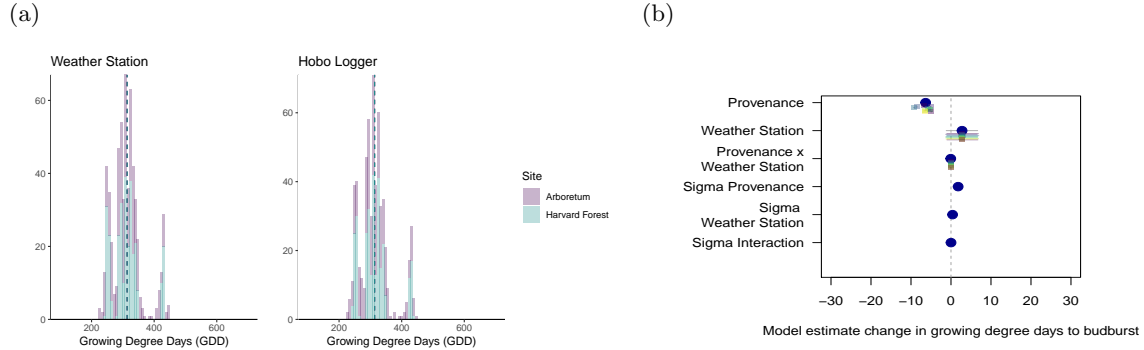 (a)
Weather Station
60
40
20
0
200
400
600
Growing Degree Days (GDD)
Hobo Logger
60
40
20
0
200
400
600
Growing Degree Days (GDD)
Site
Arboretum
Harvard Forest
(b)
Provenance
Weather Station
Provenance x
Weather Station
Sigma Provenance
Sigma
Weather Station
Sigma Interaction
−30
−20
−10
0
10
20
30
Model estimate change in growing degree days to budburst